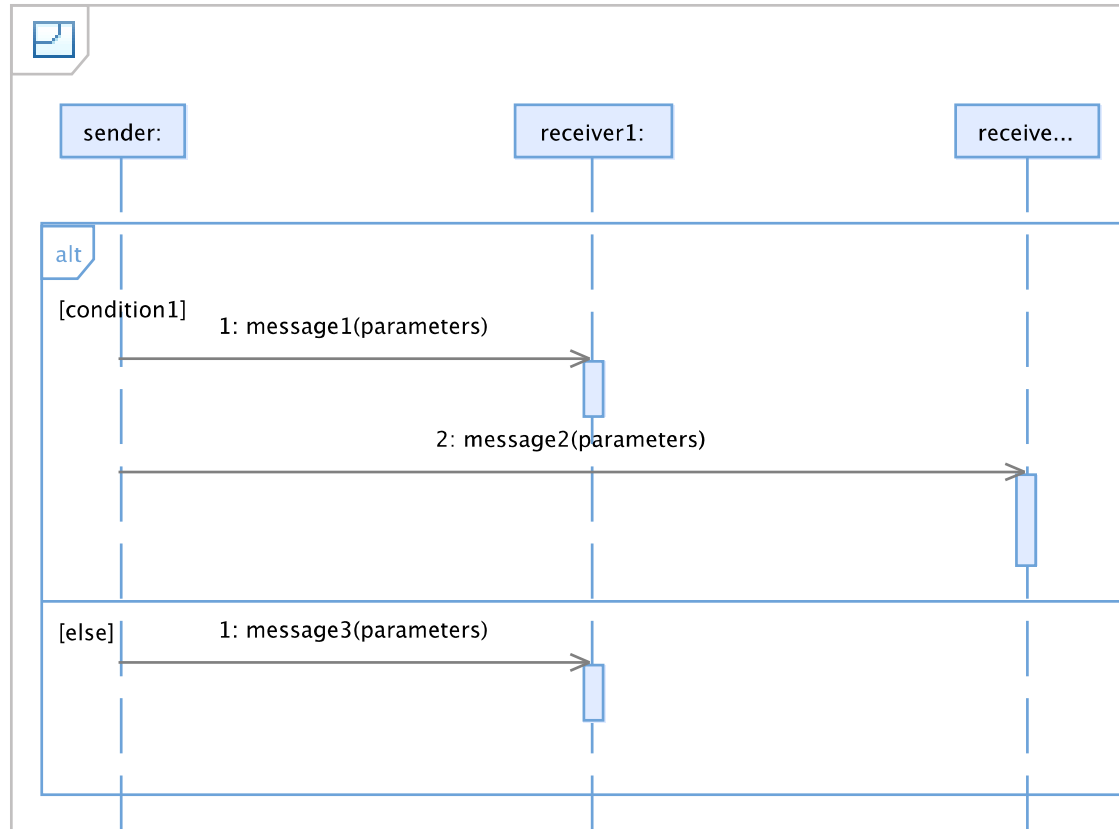 sender:
receiver1:
receive...
alt
[condition1]
1: message1(parameters)
2: message2(parameters)
[else]
1: message3(parameters)